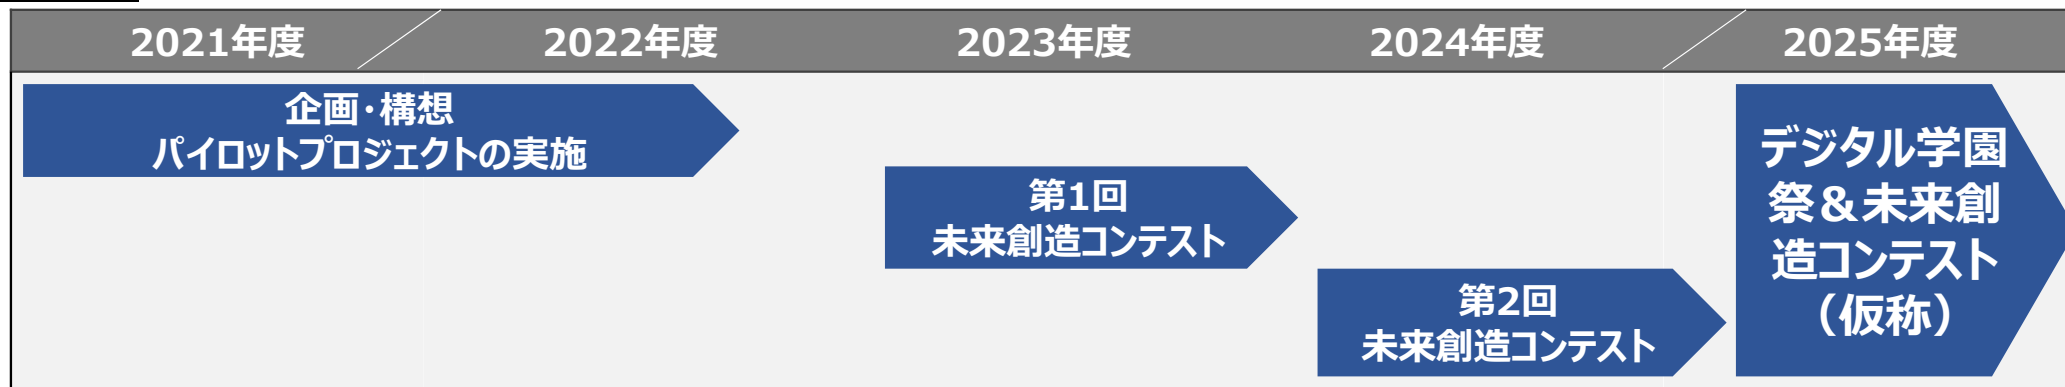 2021年度
2022年度
2023年度
2024年度
2025年度
企画・構想
パイロットプロジェクトの実施
第1回
未来創造コンテスト
第2回
未来創造コンテスト
デジタル学園
祭&未来創
造コンテスト
（仮称）